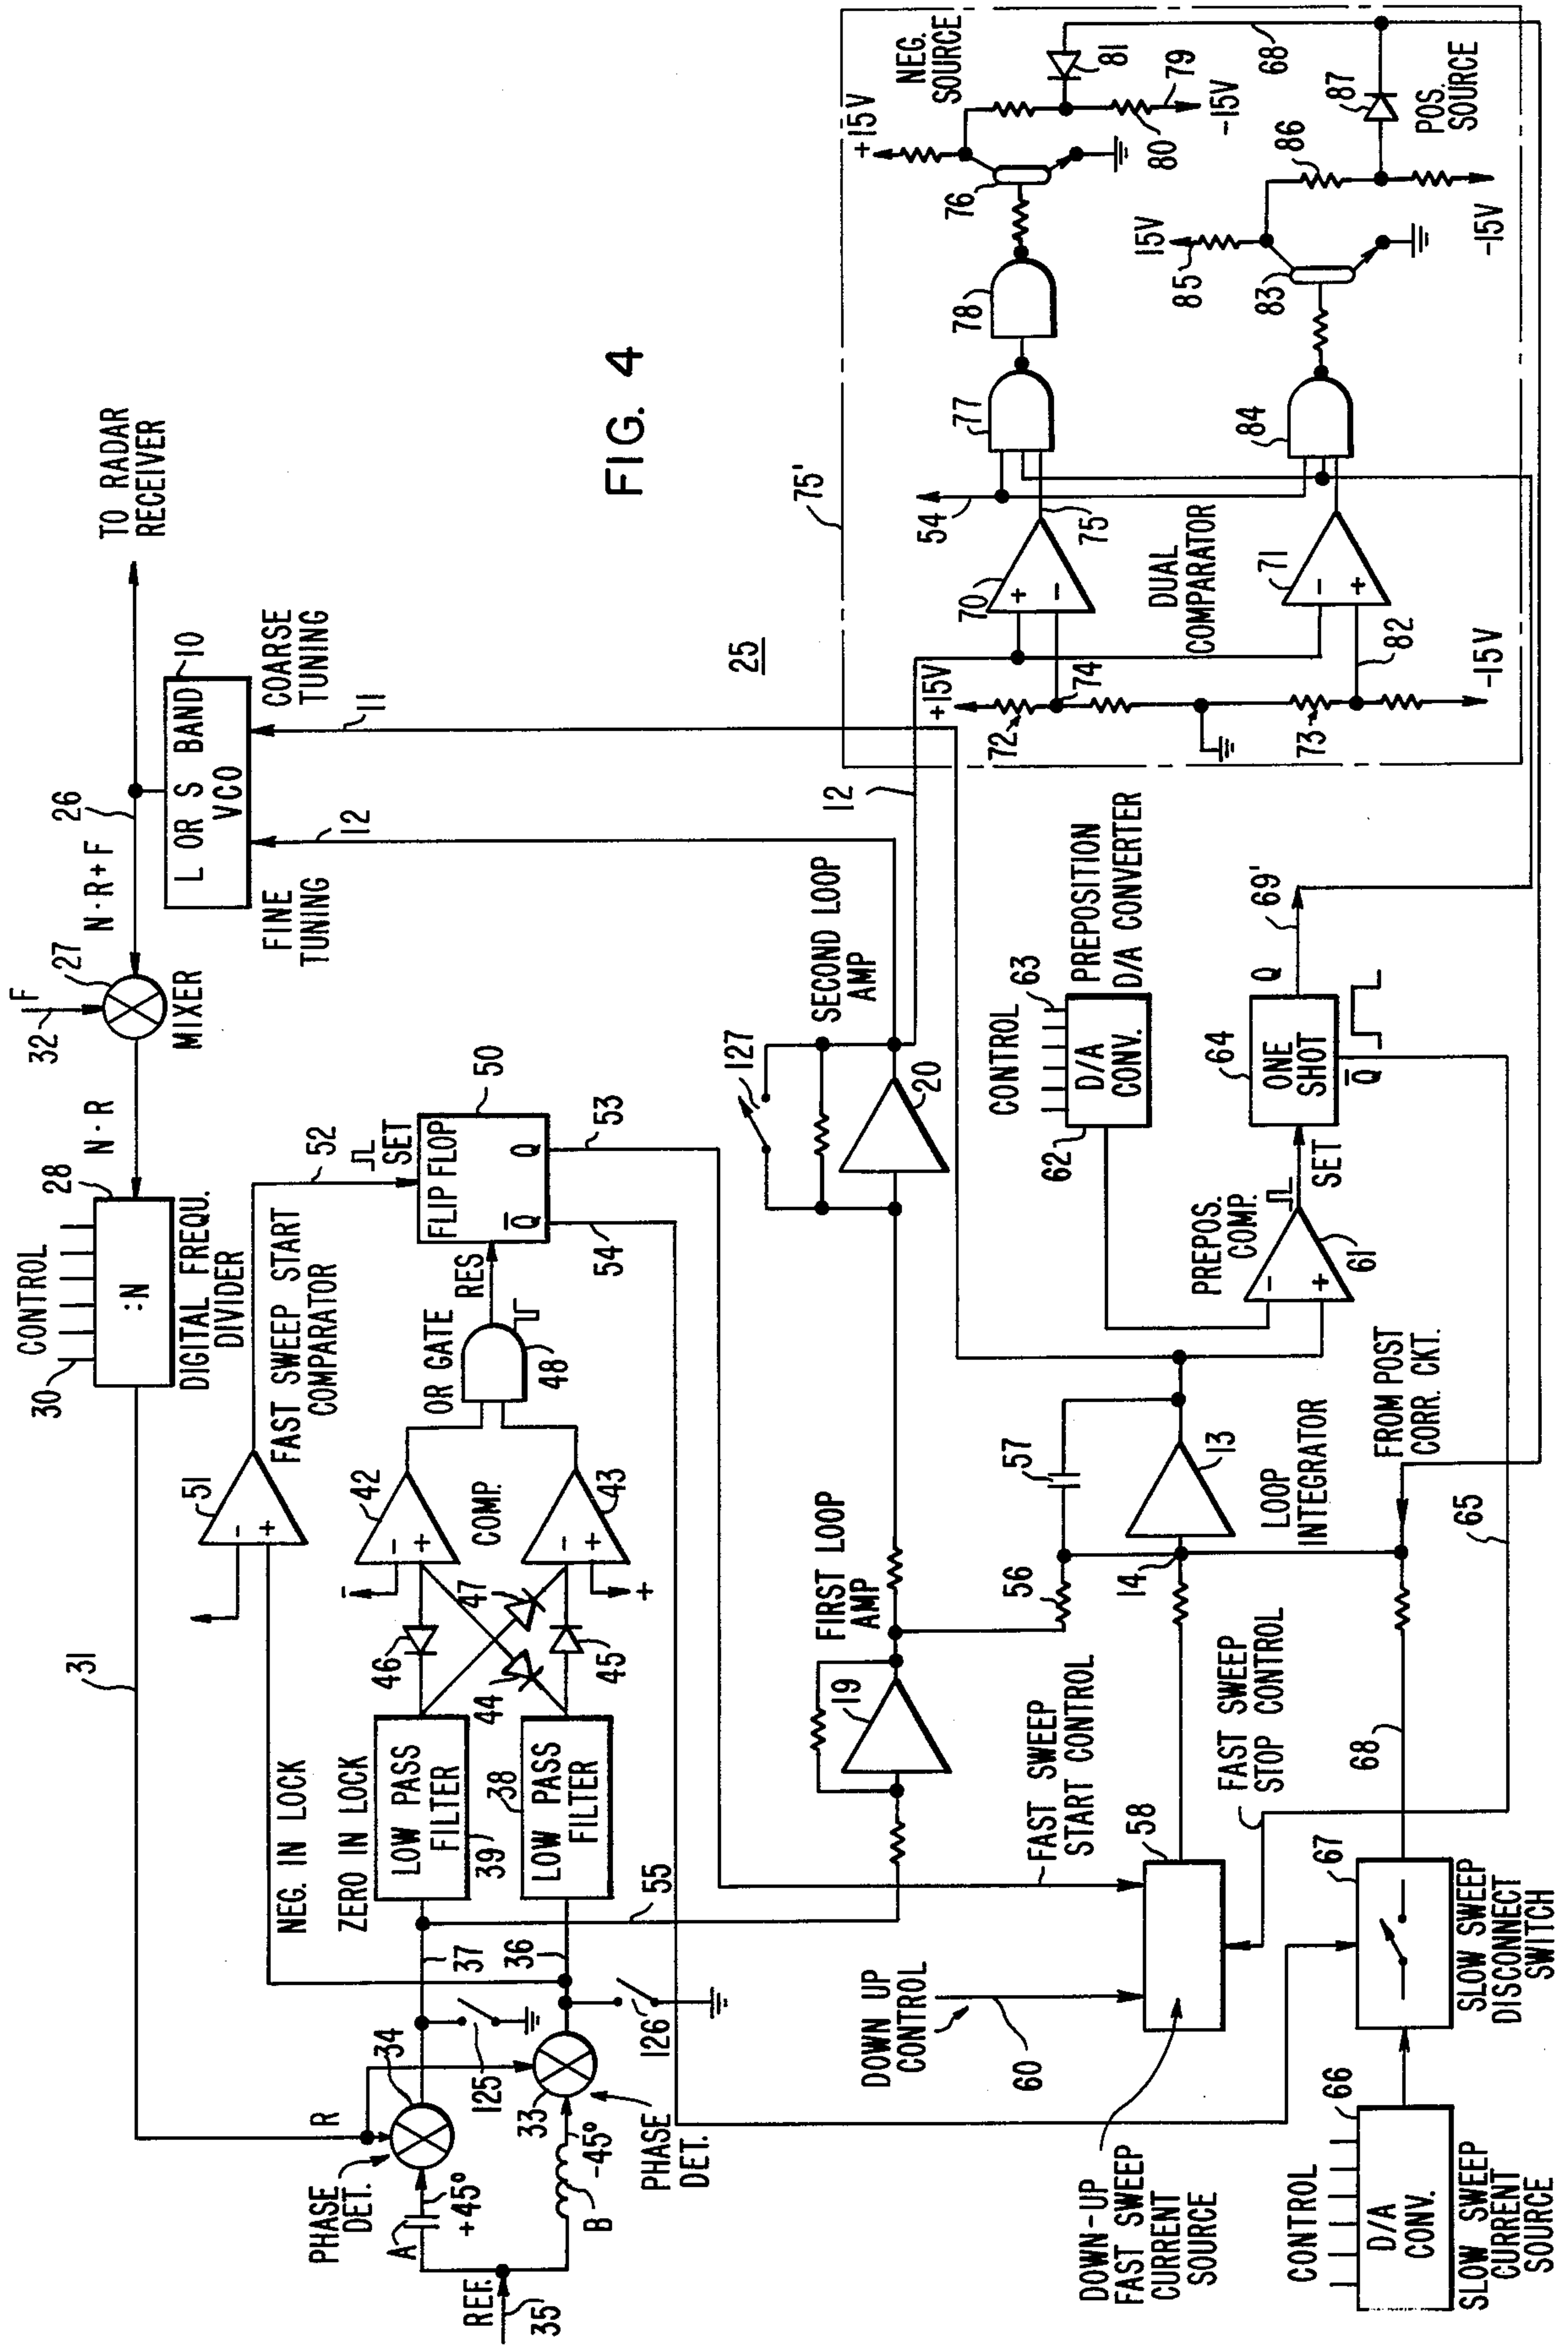 FIG. 4
TO RADAR
RECEIVER
26
N·R+F
F
32
27
MIXER
N·R
10
L OR S BAND
VCO
COARSE
TUNING
FINE
TUNING
11
12
CONTROL
30
28
:N
DIGITAL FREQU.
DIVIDER
31
51
-
+
FAST SWEEP START
COMPARATOR
52
SET
50
FLIP FLOP
Q̅
Q
53
54
RES
OR GATE
48
42
-
+
COMP.
43
-
+
-
+
46
47
44
45
NEG. IN LOCK
ZERO IN LOCK
LOW PASS
FILTER
39
38
LOW PASS
FILTER
37
36
55
R
34
PHASE
DET.
125
126
33
PHASE
DET.
A
+45°
B
-45°
REF.
35
FIRST LOOP
AMP
19
SECOND LOOP
AMP
127
20
12
56
57
14
13
LOOP
INTEGRATOR
FAST SWEEP
START CONTROL
58
DOWN UP
CONTROL
60
DOWN-UP
FAST SWEEP
CURRENT
SOURCE
FAST SWEEP
STOP CONTROL
CONTROL
63
62
D/A
CONV.
PREPOSITION
D/A CONVERTER
PREPOS.
COMP.
-
+
61
SET
64
ONE
SHOT
Q
Q̅
69'
65
FROM POST
CORR. CKT.
68
67
SLOW SWEEP
DISCONNECT
SWITCH
CONTROL
66
D/A
CONV.
SLOW SWEEP
CURRENT
SOURCE
25
75'
+15V
72
74
73
82
-15V
70
+
-
75
DUAL
COMPARATOR
71
-
+
54
77
78
84
76
+15V
NEG.
SOURCE
81
79
80
-15V
68
15V
85
83
86
87
POS.
SOURCE
-15V